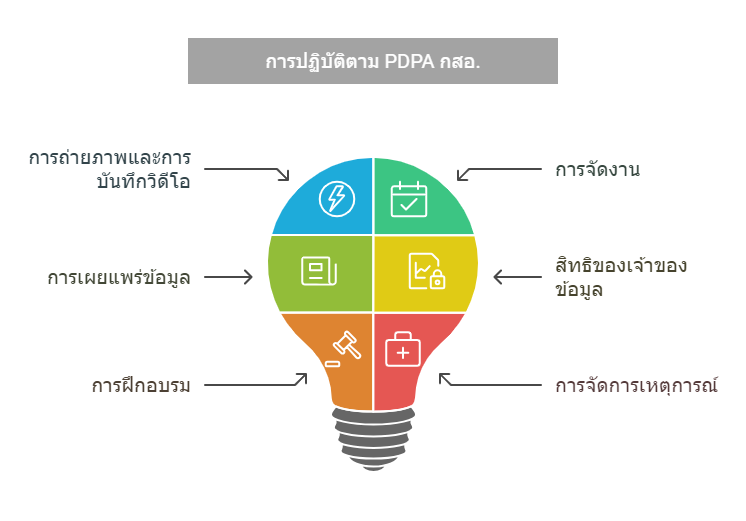 การปฏิบัติตาม PDPA กสอ.
การถ่ายภาพและการ
บันทึกวิดีโอ
การจัดงาน
การเผยแพร่ข้อมูล
สิทธิของเจ้าของ
ข้อมูล
การฝึกอบรม
การจัดการเหตุการณ์